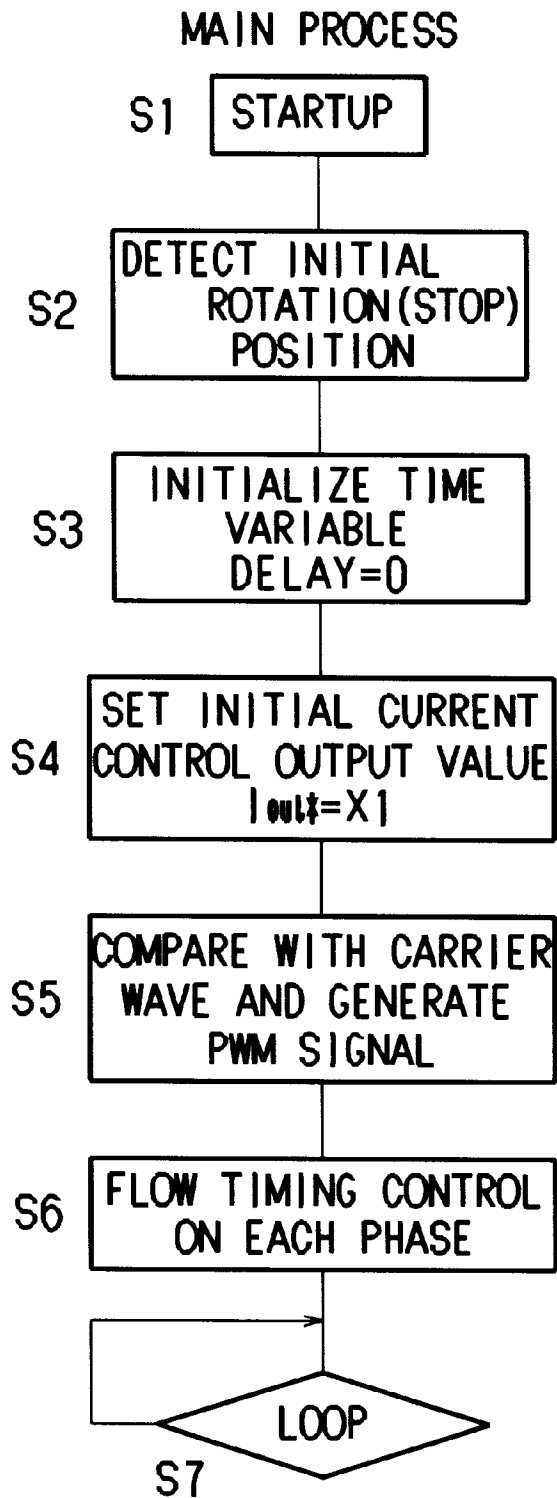 MAIN PROCESS
S1
STARTUP
S2
DETECT INITIAL
ROTATION(STOP)
POSITION
S3
INITIALIZE TIME
VARIABLE
DELAY=0
S4
SET INITIAL CURRENT
CONTROL OUTPUT VALUE
Iout*=X1
S5
COMPARE WITH CARRIER
WAVE AND GENERATE
PWM SIGNAL
S6
FLOW TIMING CONTROL
ON EACH PHASE
LOOP
S7